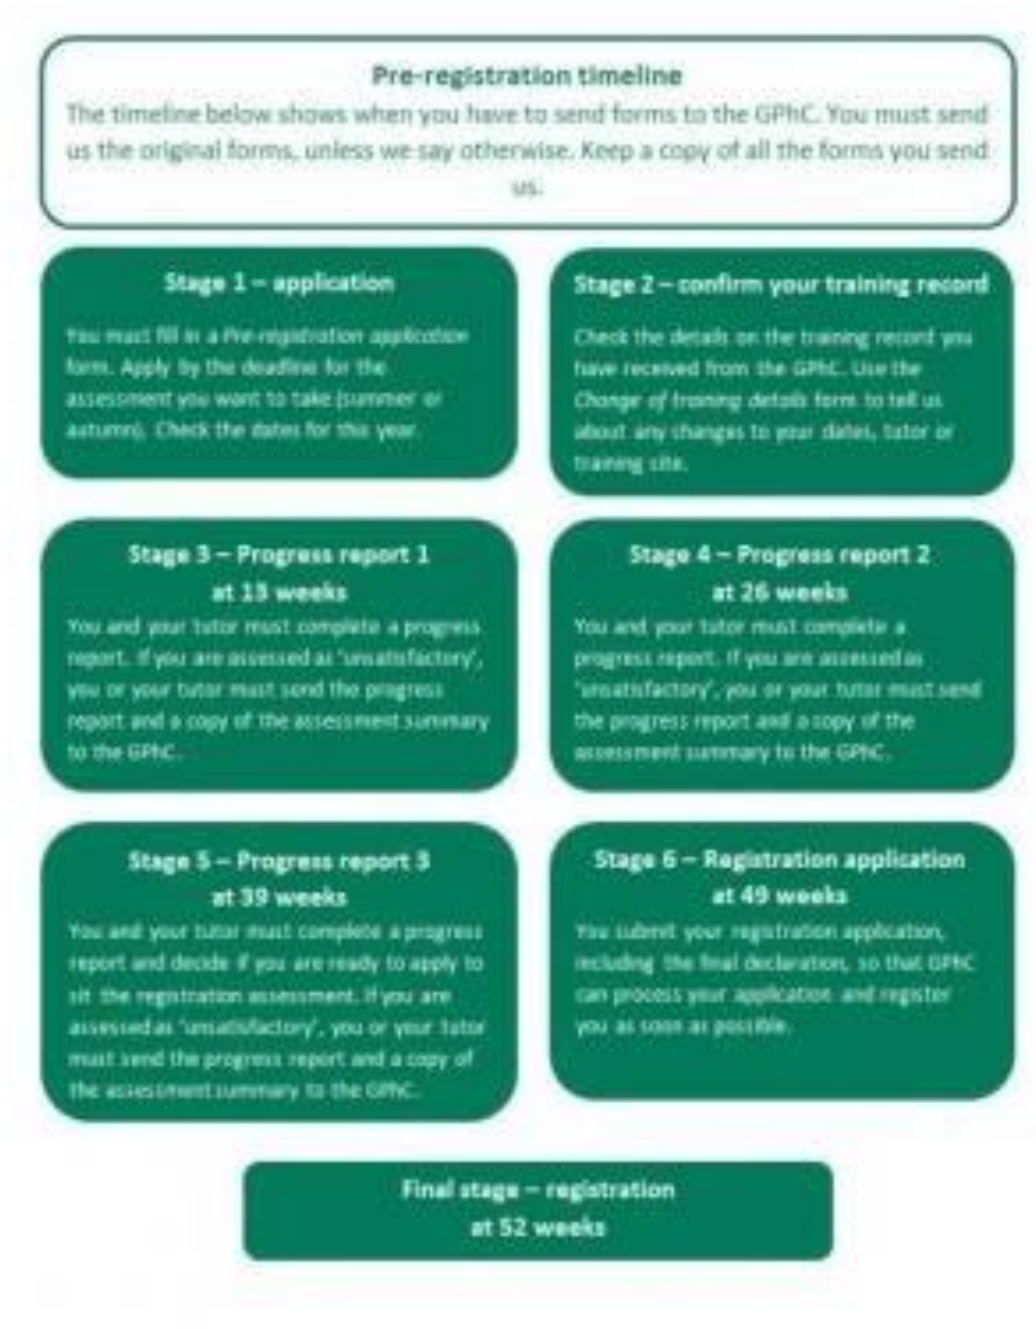 Pre-registration timeline
The timeline below shows when you have to send forms to the GPhC. You must send
us the original forms, unless we say otherwise. Keep a copy of all the forms you send
us.
Stage 1 – application
You must fill in a Pre-registration application
form. Apply by the deadline for the
assessment you want to take (summer or
autumn). Check the dates for this year.
Stage 2 – confirm your training record
Check the details on the training record you
have received from the GPhC. Use the
Change of training details form to tell us
about any changes to your dates, tutor or
training site.
Stage 3 – Progress report 1
at 13 weeks
You and your tutor must complete a progress
report. If you are assessed as 'unsatisfactory',
you or your tutor must send the progress
report and a copy of the assessment summary
to the GPhC.
Stage 4 – Progress report 2
at 26 weeks
You and your tutor must complete a
progress report. If you are assessed as
'unsatisfactory', you or your tutor must send
the progress report and a copy of the
assessment summary to the GPhC.
Stage 5 – Progress report 3
at 39 weeks
You and your tutor must complete a progress
report and decide if you are ready to apply to
sit the registration assessment. If you are
assessed as 'unsatisfactory', you or your tutor
must send the progress report and a copy of
the assessment summary to the GPhC.
Stage 6 – Registration application
at 49 weeks
You submit your registration application,
including the final declaration, so that GPhC
can process your application and register
you as soon as possible.
Final stage – registration
at 52 weeks